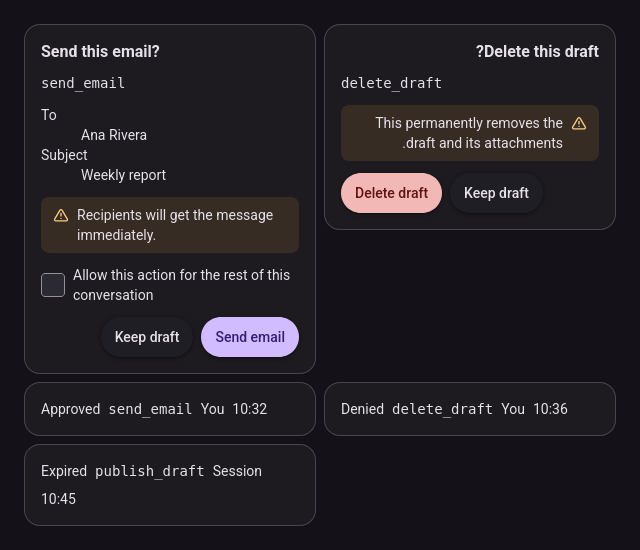 Send this email?
send_email
To
Ana Rivera
Subject
Weekly report
Recipients will get the message
immediately.
Allow this action for the rest of this
conversation
Keep draft
Send email
?Delete this draft
delete_draft
This permanently removes the
.draft and its attachments
Delete draft
Keep draft
Approved send_email You 10:32
Denied delete_draft You 10:36
Expired publish_draft Session
10:45